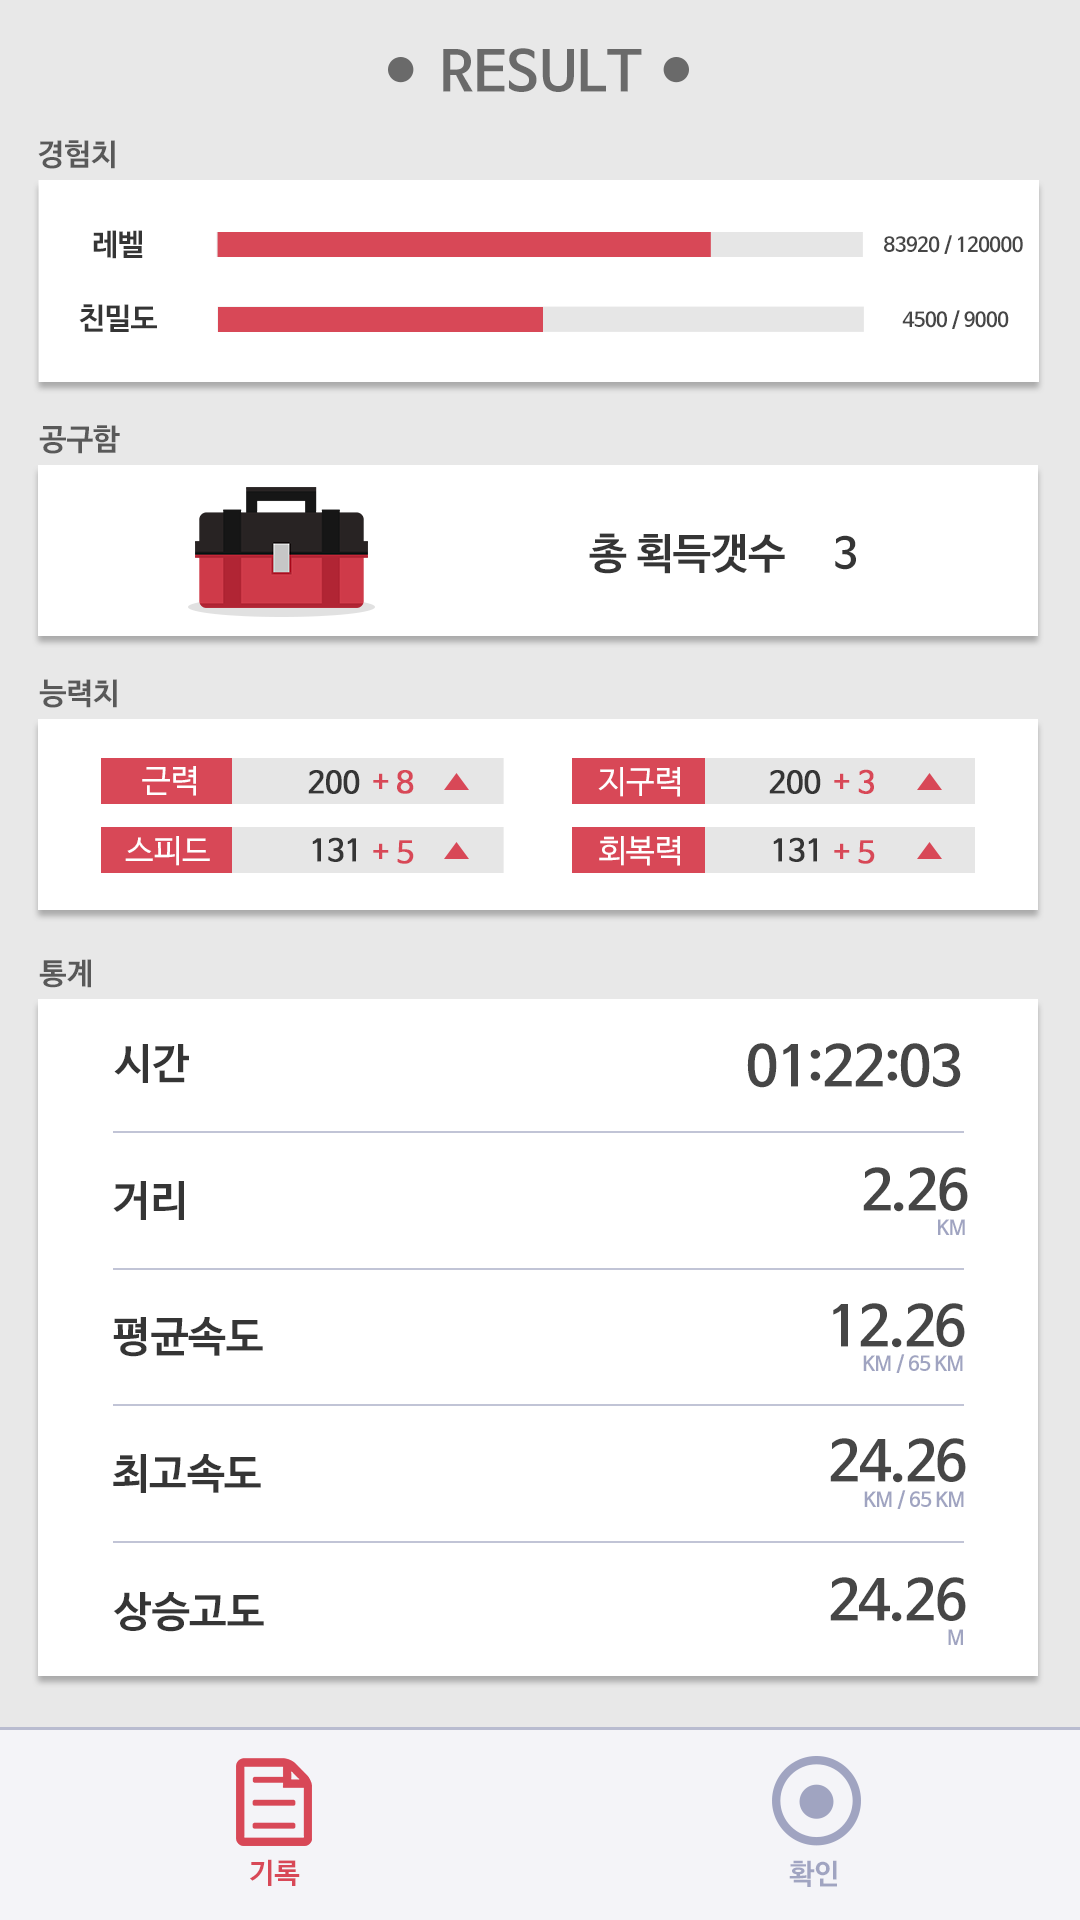 • RESULT •
경험치
레벨 83920 / 120000
친밀도 4500 / 9000
공구함
총 획득갯수 3
능력치
근력 200 + 8 ▲ 지구력 200 + 3 ▲
스피드 131 + 5 ▲ 회복력 131 + 5 ▲
통계
시간 01:22:03
거리 2.26
KM
평균속도 12.26
KM / 65 KM
최고속도 24.26
KM / 65 KM
상승고도 24.26
M
기록 확인